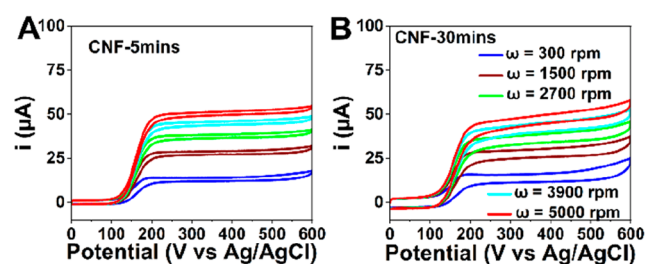 A
CNF-5mins
i (μA)
100
75
50
25
0
0 100 200 300 400 500 600
Potential (V vs Ag/AgCl)
B
CNF-30mins
ω = 300 rpm
ω = 1500 rpm
ω = 2700 rpm
ω = 3900 rpm
ω = 5000 rpm
i (μA)
100
75
50
25
0
0 100 200 300 400 500 600
Potential (V vs Ag/AgCl)